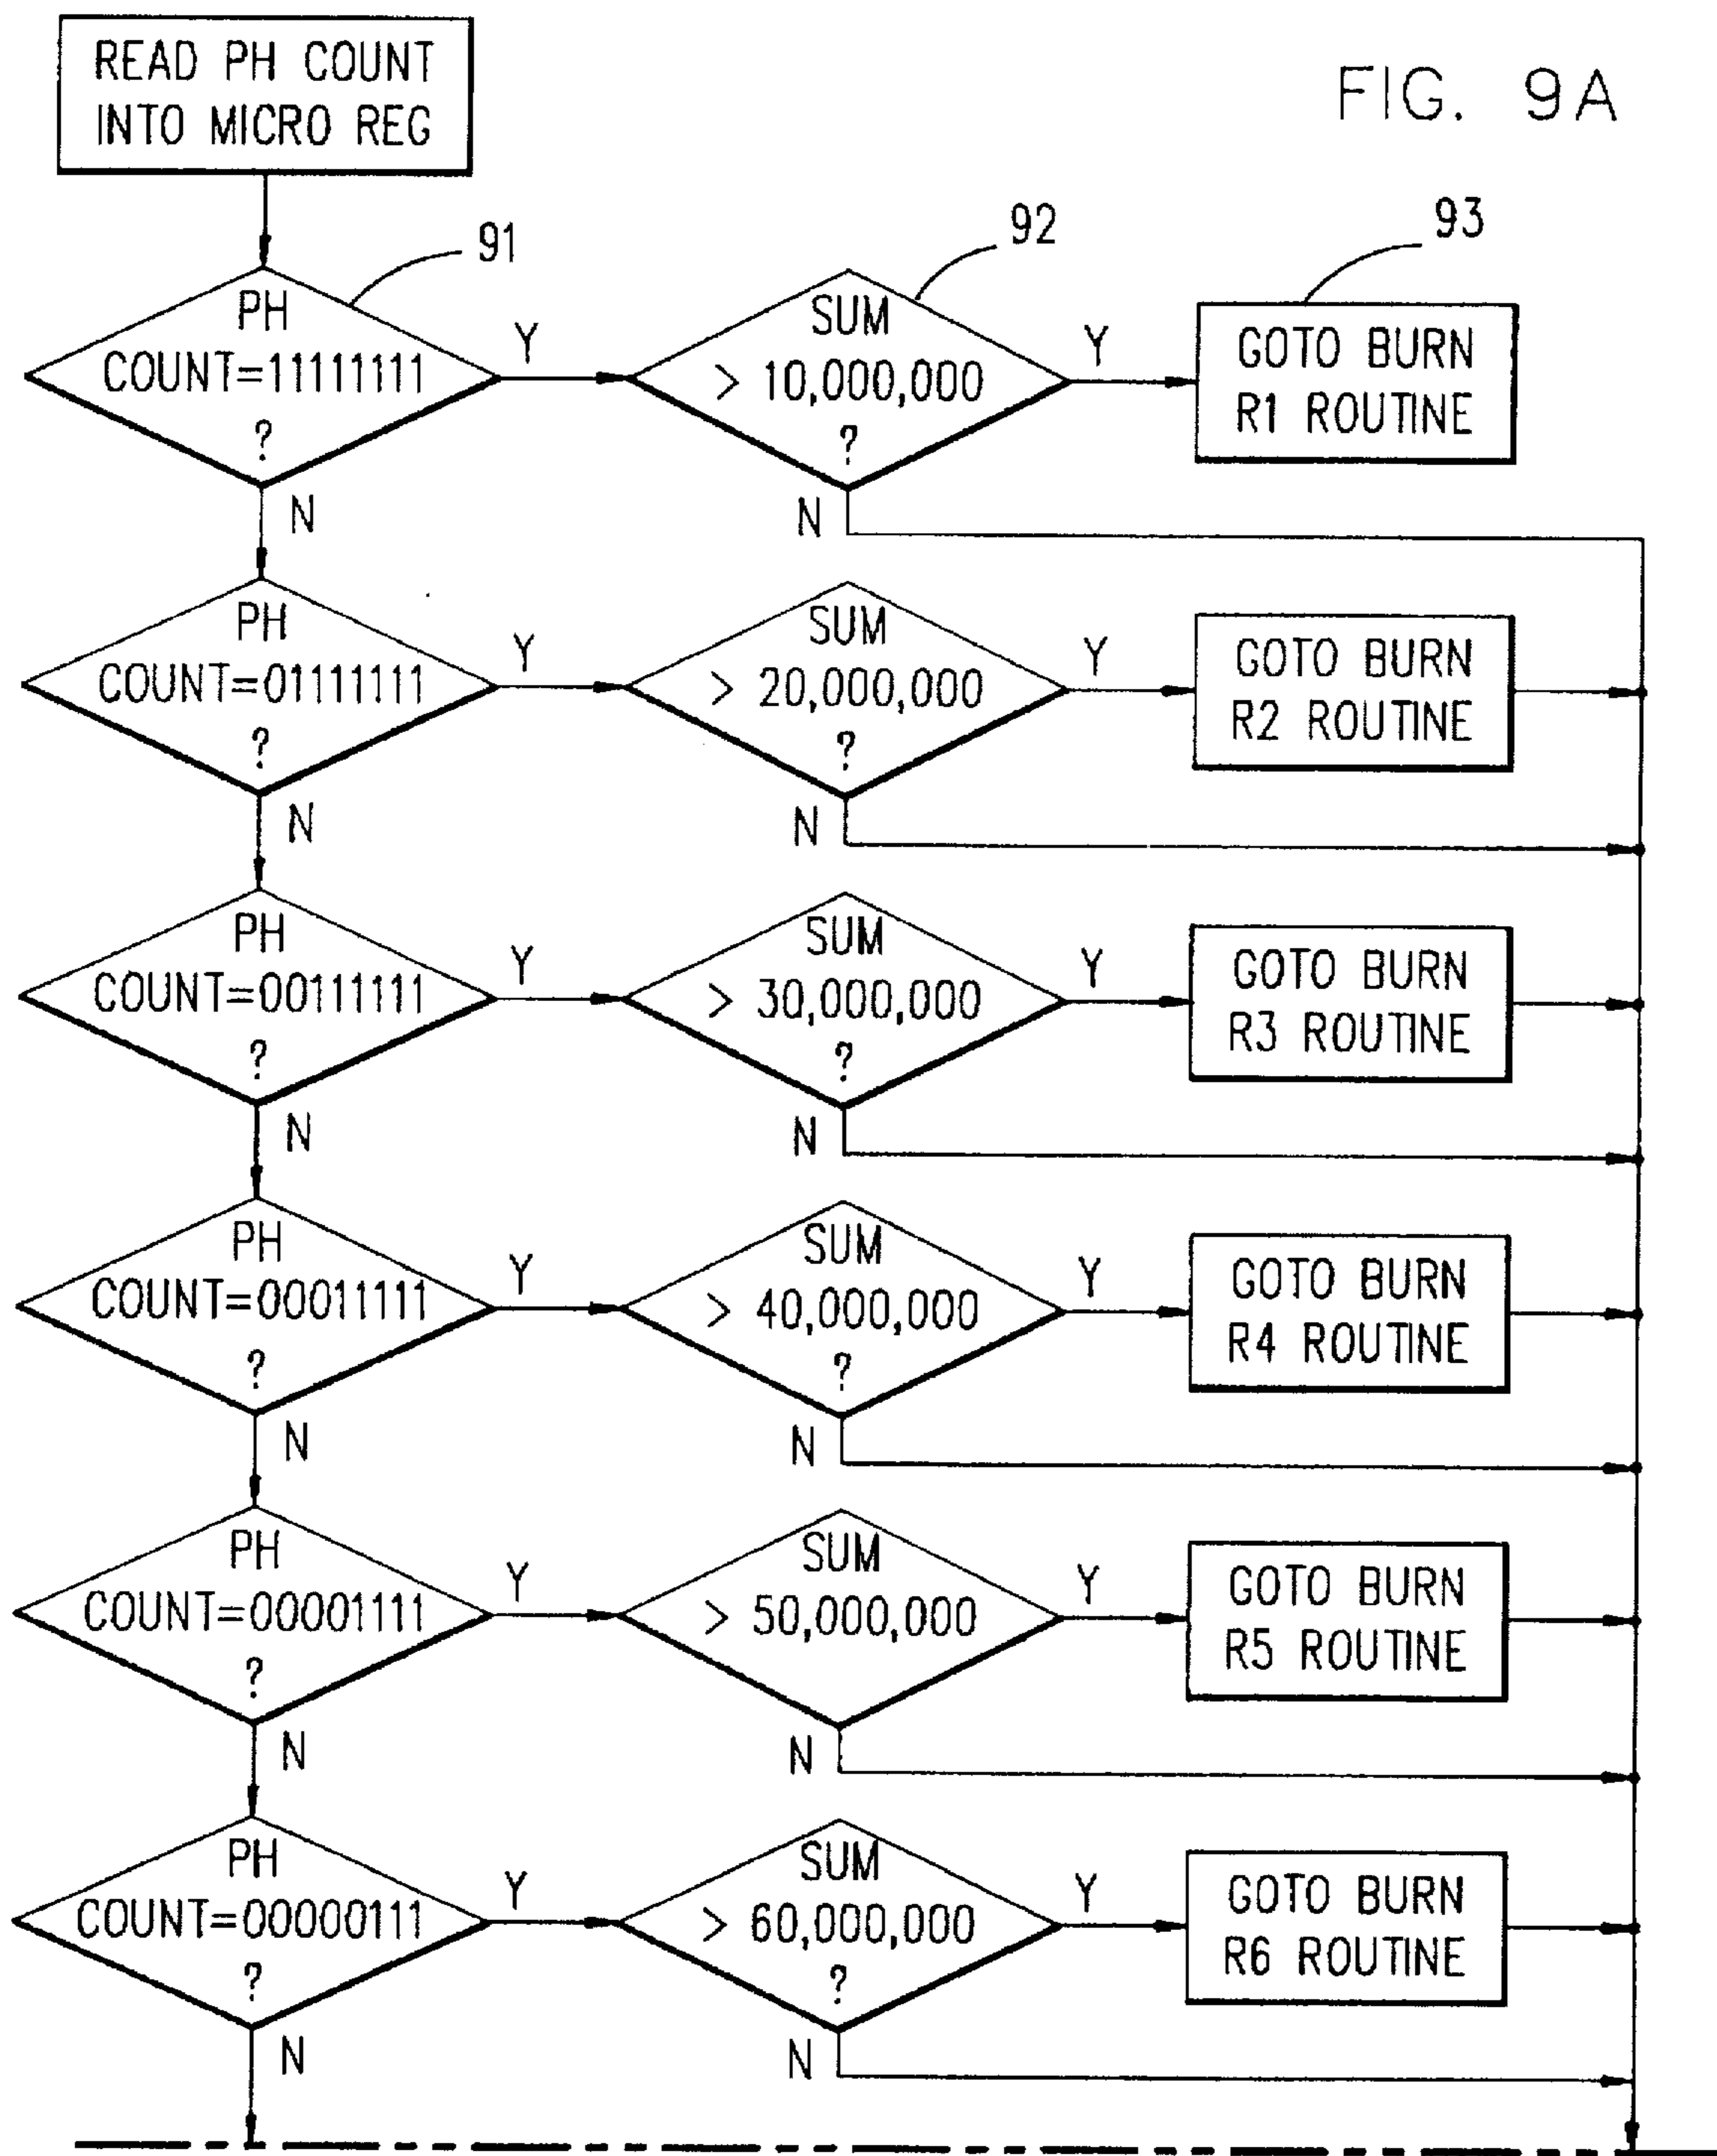 READ PH COUNT
INTO MICRO REG
FIG. 9A
91
92
93
PH
COUNT=11111111
?
Y
N
SUM
> 10,000,000
?
Y
N
GOTO BURN
R1 ROUTINE
PH
COUNT=01111111
?
Y
N
SUM
> 20,000,000
?
Y
N
GOTO BURN
R2 ROUTINE
PH
COUNT=00111111
?
Y
N
SUM
> 30,000,000
?
Y
N
GOTO BURN
R3 ROUTINE
PH
COUNT=00011111
?
Y
N
SUM
> 40,000,000
?
Y
N
GOTO BURN
R4 ROUTINE
PH
COUNT=00001111
?
Y
N
SUM
> 50,000,000
Y
N
GOTO BURN
R5 ROUTINE
PH
COUNT=00000111
?
Y
N
SUM
> 60,000,000
?
Y
N
GOTO BURN
R6 ROUTINE